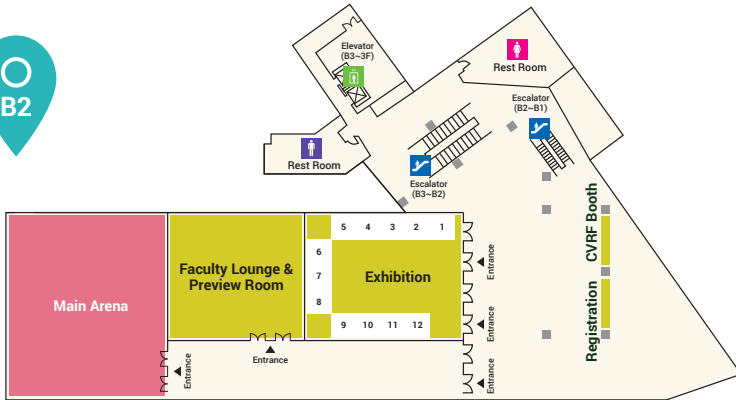 B2
Elevator
(B3~3F)
Rest Room
Escalator
(B2~B1)
Rest Room
Escalator
(B3~B2)
5 4 3 2 1
6
7
8
9 10 11 12
Exhibition
Faculty Lounge &
Preview Room
Main Arena
Entrance
Entrance
Entrance
Entrance
Entrance
CVRF Booth
Registration